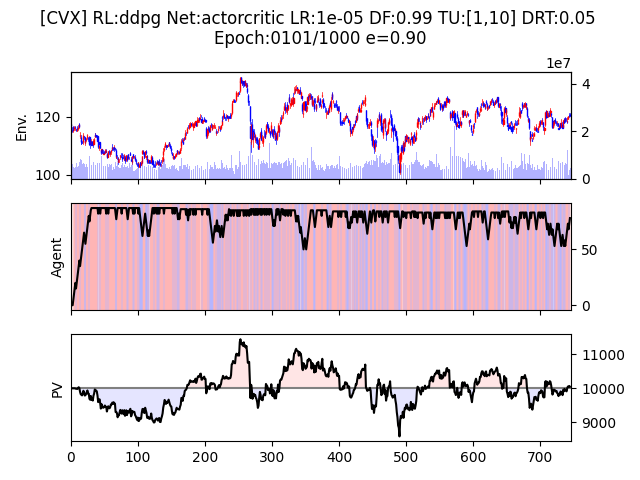 [CVX] RL:ddpg Net:actorcritic LR:1e-05 DF:0.99 TU:[1,10] DRT:0.05
Epoch:0101/1000 e=0.90
1e7
Env.
120
100
4
2
0
Agent
50
0
PV
11000
10000
9000
0 100 200 300 400 500 600 700